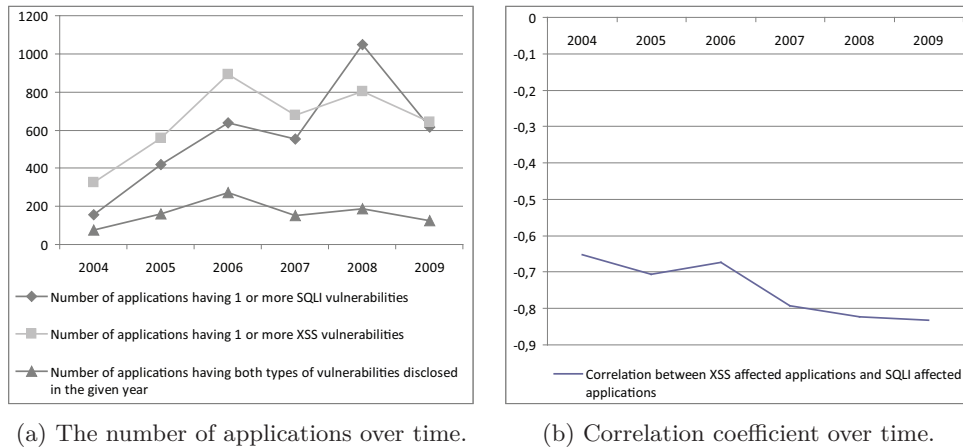 1200
1000
800
600
400
200
0
2004 2005 2006 2007 2008 2009
Number of applications having 1 or more SQLI vulnerabilities
Number of applications having 1 or more XSS vulnerabilities
Number of applications having both types of vulnerabilities disclosed
in the given year
(a) The number of applications over time.
0
2004 2005 2006 2007 2008 2009
-0,1
-0,2
-0,3
-0,4
-0,5
-0,6
-0,7
-0,8
-0,9
Correlation between XSS affected applications and SQLI affected
applications
(b) Correlation coefficient over time.